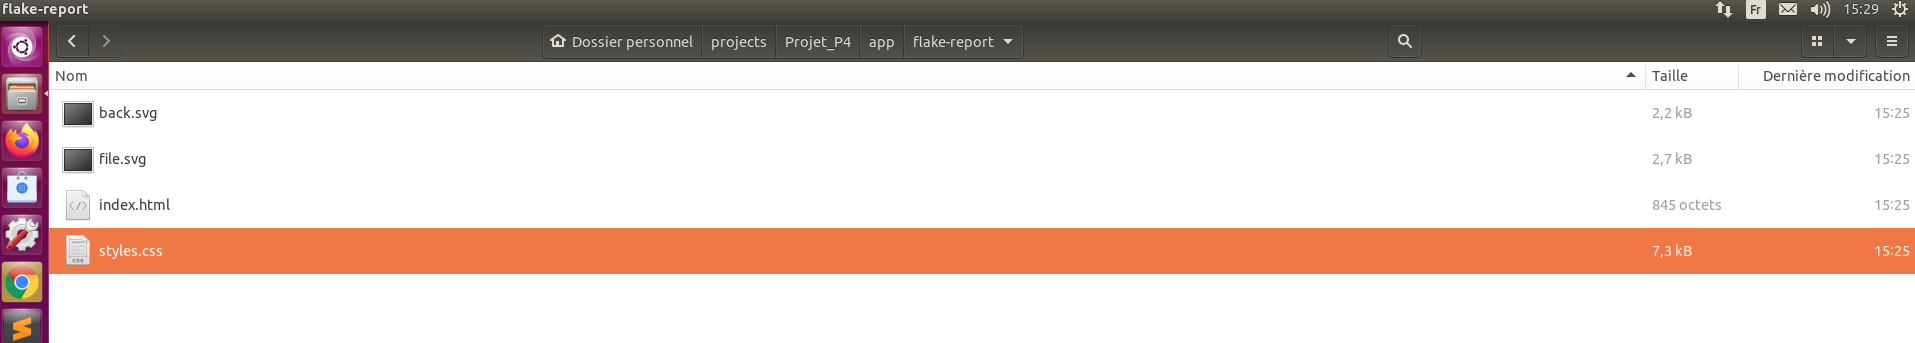 flake-report Fr 15:29
Dossier personnel projects Projet_P4 app flake-report
Nom Taille Dernière modification
back.svg 2,2 kB 15:25
file.svg 2,7 kB 15:25
index.html 845 octets 15:25
styles.css 7,3 kB 15:25